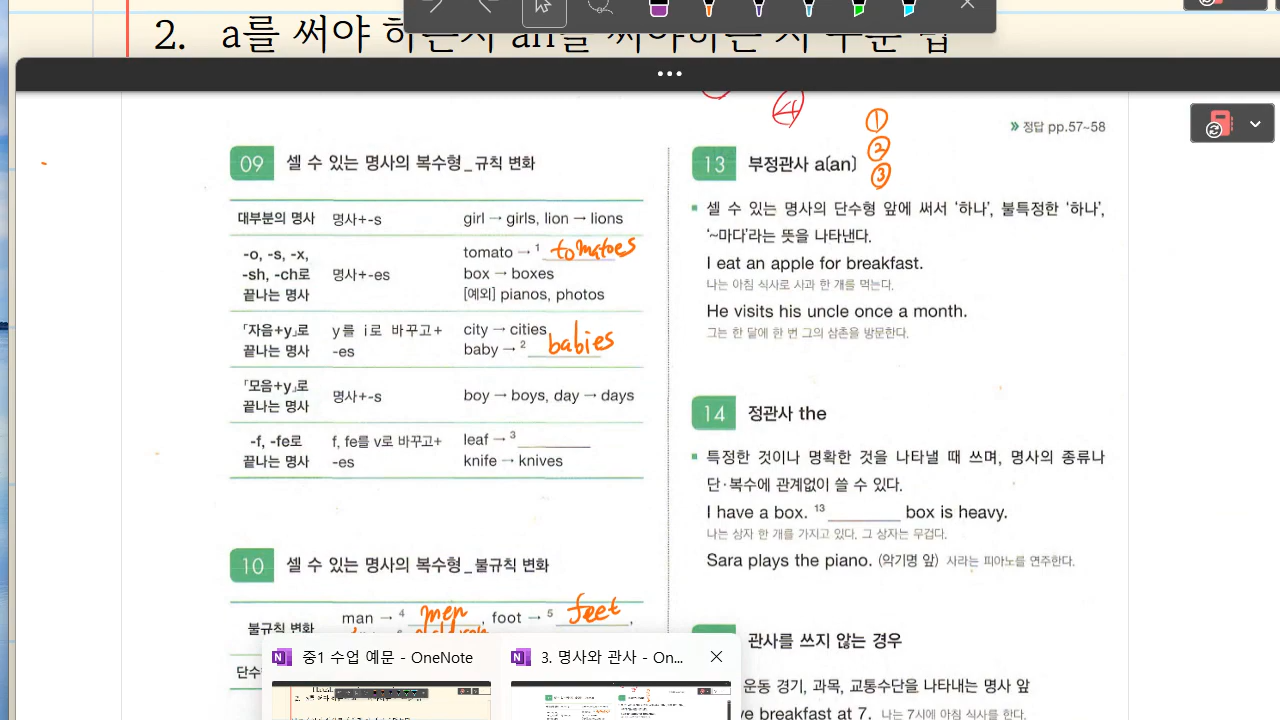 2. a를 써야 하는지 an를 써야하는 지 구분 법
④
①
②
③
» 정답 pp.57~58
09 셀 수 있는 명사의 복수형_규칙 변화
대부분의 명사 명사+-s girl → girls, lion → lions
-o, -s, -x,
-sh, -ch로
끝나는 명사
명사+-es
tomato → 1 tomatoes
box → boxes
[예외] pianos, photos
「자음+y」로
끝나는 명사
y를 i로 바꾸고+
-es
city → cities
baby → 2 babies
「모음+y」로
끝나는 명사
명사+-s
boy → boys, day → days
-f, -fe로
끝나는 명사
f, fe를 v로 바꾸고+
-es
leaf → 3
knife → knives
10 셀 수 있는 명사의 복수형_불규칙 변화
불규칙 변화
man → 4 men, foot → 5 feet,
단수
13 부정관사 a(an)
셀 수 있는 명사의 단수형 앞에 써서 ‘하나’, 불특정한 ‘하나’,
‘~마다’라는 뜻을 나타낸다.
I eat an apple for breakfast.
나는 아침 식사로 사과 한 개를 먹는다.
He visits his uncle once a month.
그는 한 달에 한 번 그의 삼촌을 방문한다.
14 정관사 the
특정한 것이나 명확한 것을 나타낼 때 쓰며, 명사의 종류나
단·복수에 관계없이 쓸 수 있다.
I have a box. 13 box is heavy.
나는 상자 한 개를 가지고 있다. 그 상자는 무겁다.
Sara plays the piano. (악기명 앞) 사라는 피아노를 연주한다.
관사를 쓰지 않는 경우
운동 경기, 과목, 교통수단을 나타내는 명사 앞
ve breakfast at 7. 나는 7시에 아침 식사를 한다.
중1 수업 예문 - OneNote
3. 명사와 관사 - On...